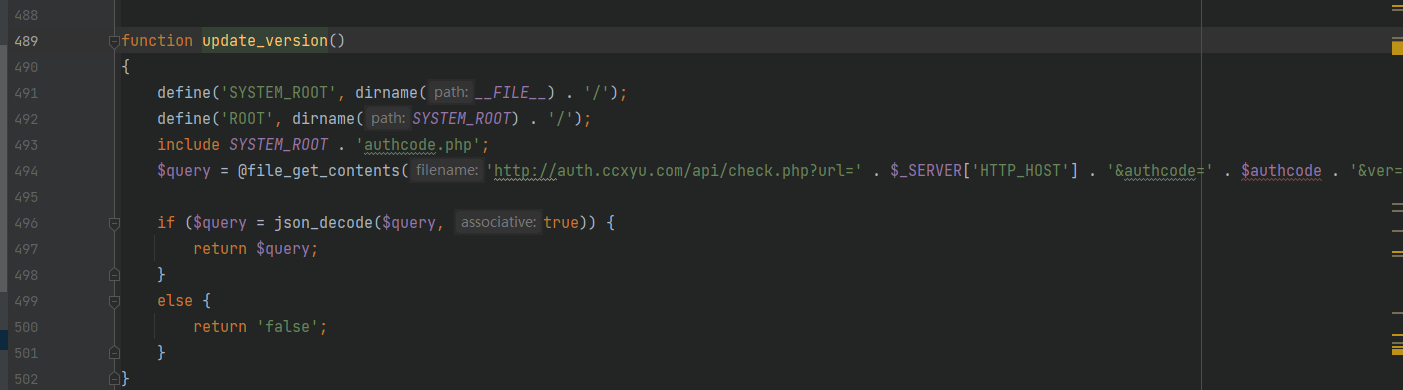 488
489 function update_version()
490 {
491 define('SYSTEM_ROOT', dirname( path: __FILE__) . '/');
492 define('ROOT', dirname( path: SYSTEM_ROOT) . '/');
493 include SYSTEM_ROOT . 'authcode.php';
494 $query = @file_get_contents( filename: 'http://auth.ccxyu.com/api/check.php?url=' . $_SERVER['HTTP_HOST'] . '&authcode=' . $authcode . '&ver=
495
496 if ($query = json_decode($query, associative: true)) {
497 return $query;
498 }
499 else {
500 return 'false';
501 }
502 }